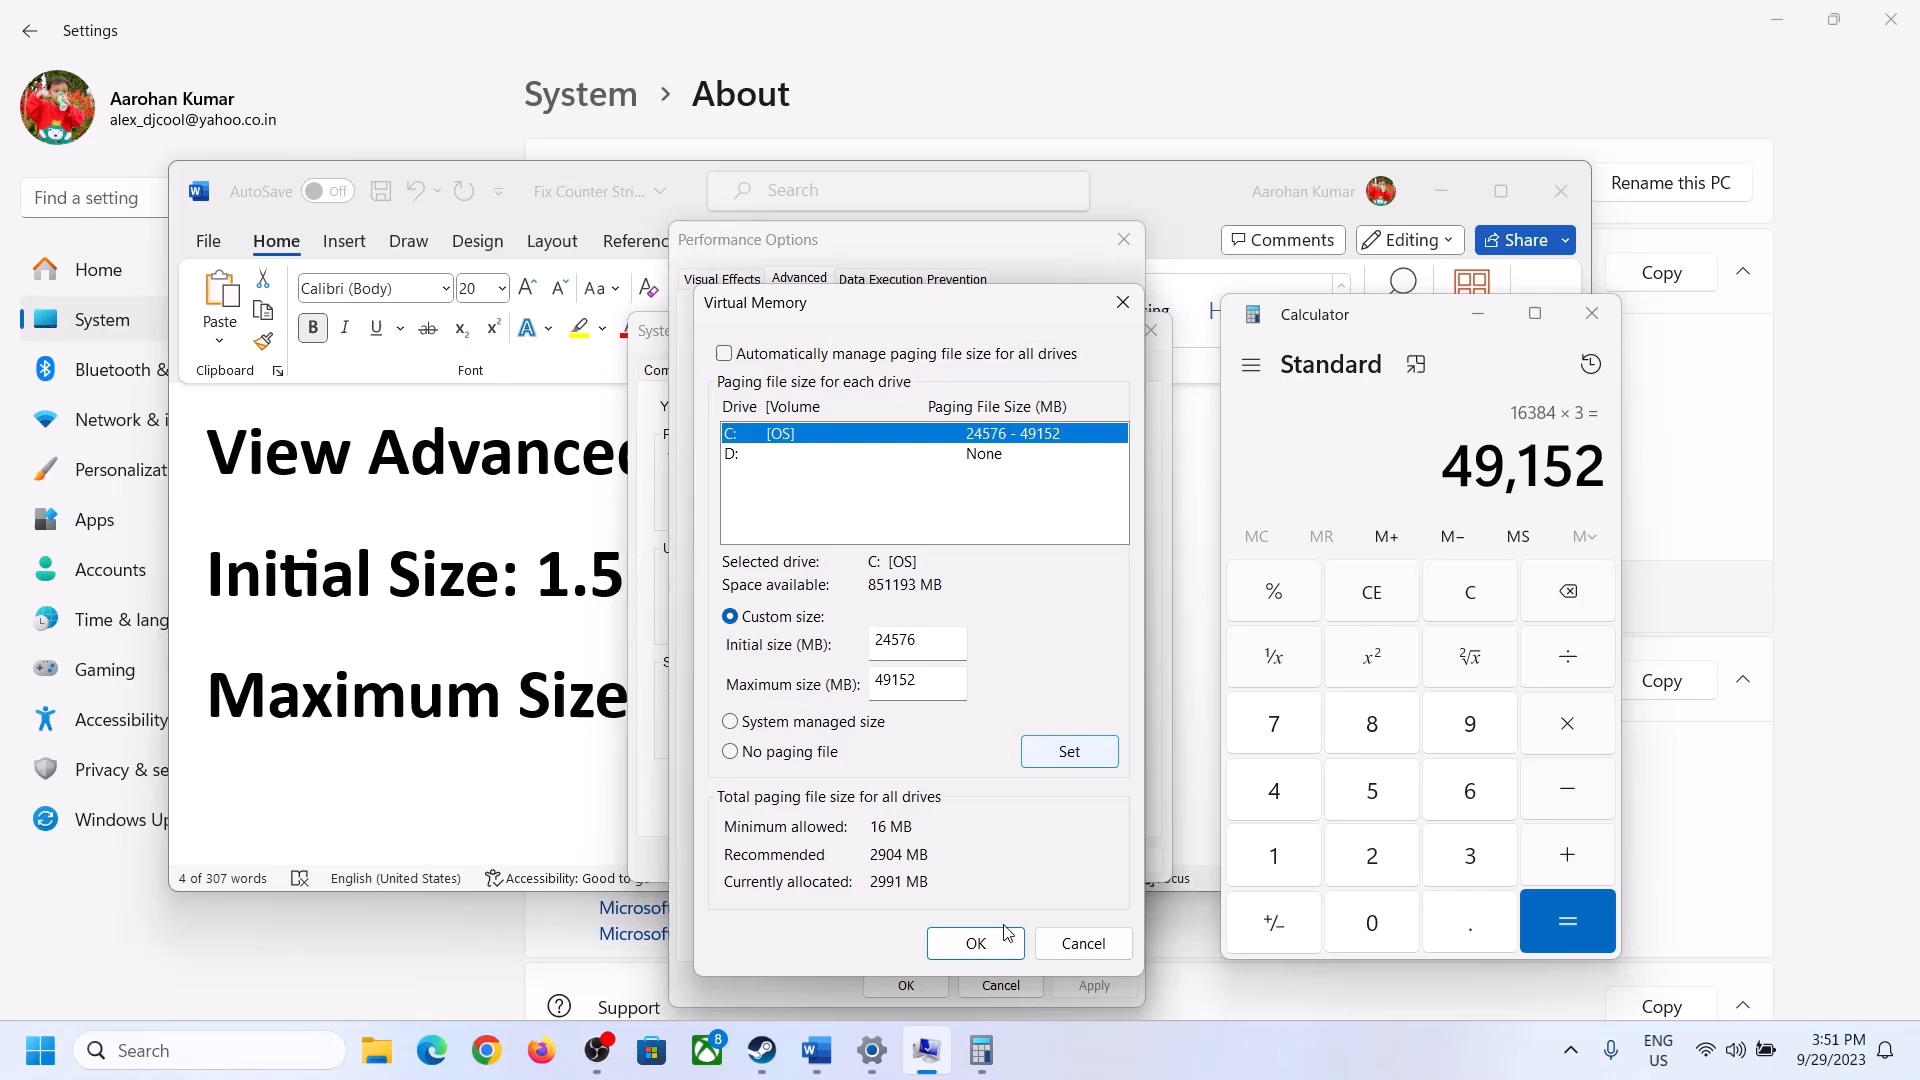 Settings
Aarohan Kumar
alex_djcool@yahoo.co.in
System > About
Find a setting
Home
System
Bluetooth &
Network & i
Personalizat
Apps
Accounts
Time & lang
Gaming
Accessibility
Privacy & se
Windows Up
Rename this PC
Copy
Copy
Copy
Support
AutoSave Off
Fix Counter Stri...
Search
Aarohan Kumar
File Home Insert Draw Design Layout Referenc
Comments Editing Share
Paste
Calibri (Body) 20
Clipboard
Font
View Advanced
Initial Size: 1.5
Maximum Size
4 of 307 words
English (United States)
Accessibility: Good to g
Microsof
Microsof
Performance Options
Visual Effects Advanced Data Execution Prevention
Virtual Memory
Automatically manage paging file size for all drives
Paging file size for each drive
Drive [Volume Paging File Size (MB)
C: [OS] 24576 - 49152
D: None
Selected drive: C: [OS]
Space available: 851193 MB
Custom size:
Initial size (MB): 24576
Maximum size (MB): 49152
System managed size
No paging file
Set
Total paging file size for all drives
Minimum allowed: 16 MB
Recommended 2904 MB
Currently allocated: 2991 MB
OK Cancel
OK Cancel Apply
Calculator
Standard
16384 × 3 =
49,152
MC MR M+ M− MS M
% CE C
¹⁄x x² ²√x ÷
7 8 9 ×
4 5 6 −
1 2 3 +
+/− 0 . =
Search
8
ENG
US
3:51 PM
9/29/2023